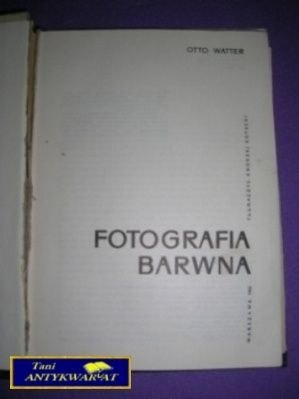 OTTO WATTER
FOTOGRAFIA
BARWNA
WARSZAWA
Tani
ANTYKWARIAT